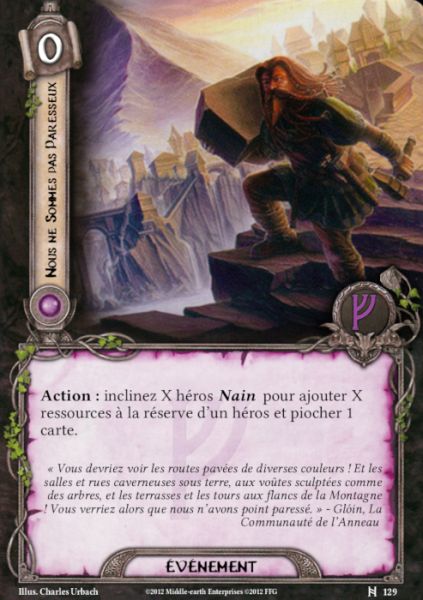 0
Nous ne Sommes pas Paresseux
Action : inclinez X héros Nain pour ajouter X
ressources à la réserve d'un héros et piocher 1
carte.
« Vous devriez voir les routes pavées de diverses couleurs ! Et les
salles et rues caverneuses sous terre, aux voûtes sculptées comme
des arbres, et les terrasses et les tours aux flancs de la Montagne
! Vous verriez alors que nous n'avons point paressé. » - Glóin, La
Communauté de l'Anneau
ÉVÉNEMENT
Illus. Charles Urbach
©2012 Middle-earth Enterprises ©2012 FFG
129